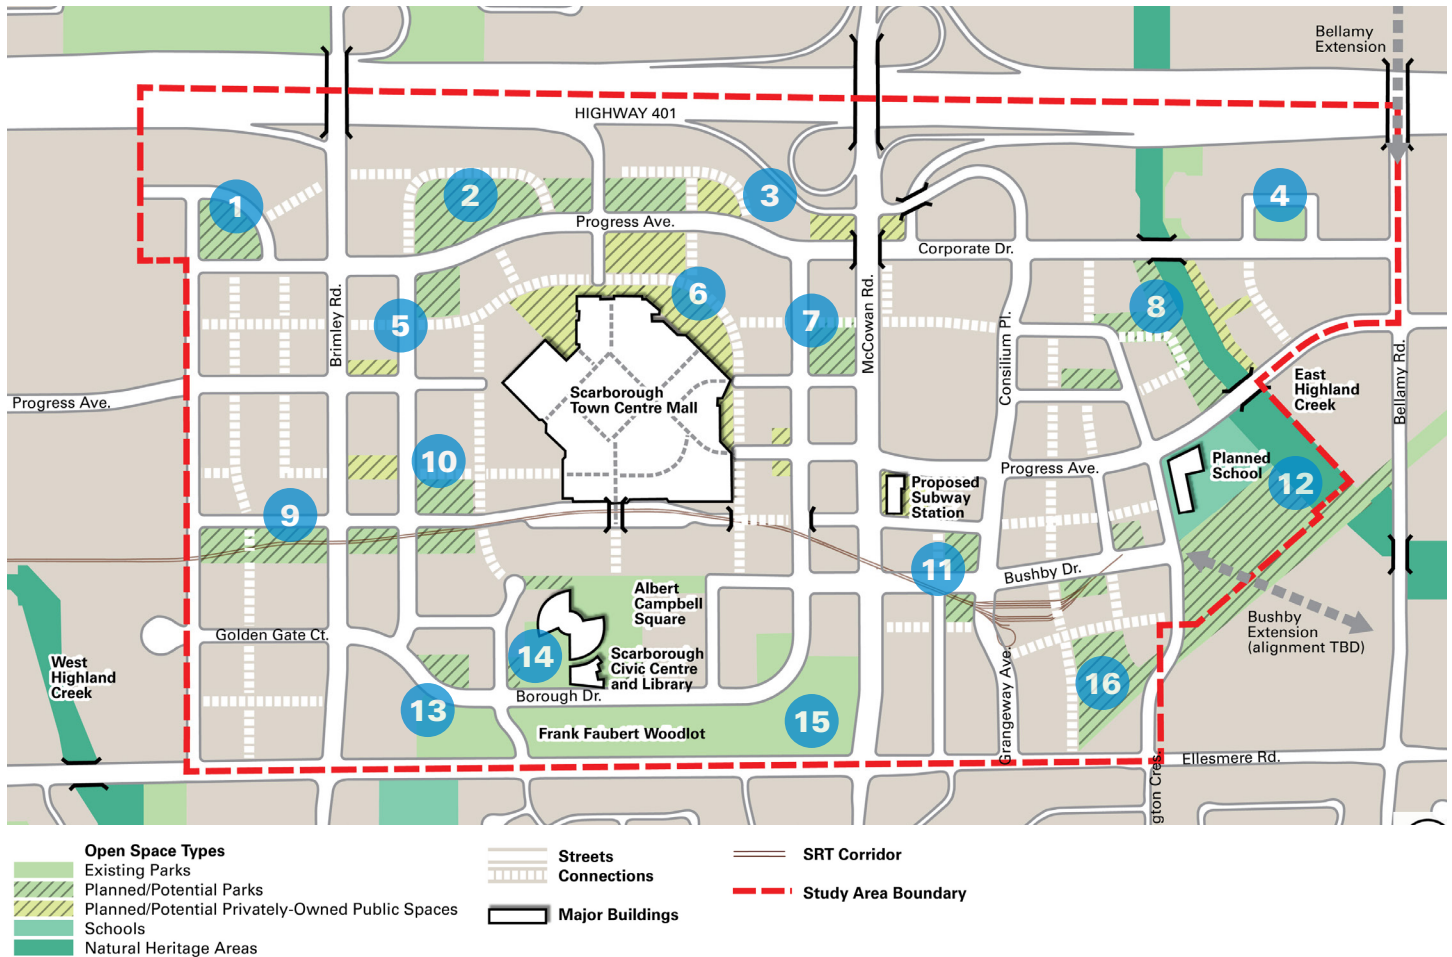 Bellamy
Extension
HIGHWAY 401
1
2
3
4
Progress Ave.
Corporate Dr.
Brimley Rd.
5
6
7
McCowan Rd.
8
Consilium Pl.
Bellamy Rd.
Progress Ave.
Scarborough
Town Centre Mall
East
Highland
Creek
10
Progress Ave.
Planned
School
12
Proposed
Subway
Station
9
11
Bushby Dr.
Albert
Campbell
Square
Golden Gate Ct.
Bushby
Extension
(alignment TBD)
West
Highland
Creek
14
Scarborough
Civic Centre
and Library
Borough Dr.
13
Frank Faubert Woodlot
15
16
Grangeway Ave.
Ellesmere Rd.
gton Cres.
Open Space Types
Existing Parks
Planned/Potential Parks
Planned/Potential Privately-Owned Public Spaces
Schools
Natural Heritage Areas
Streets
Connections
Major Buildings
SRT Corridor
Study Area Boundary